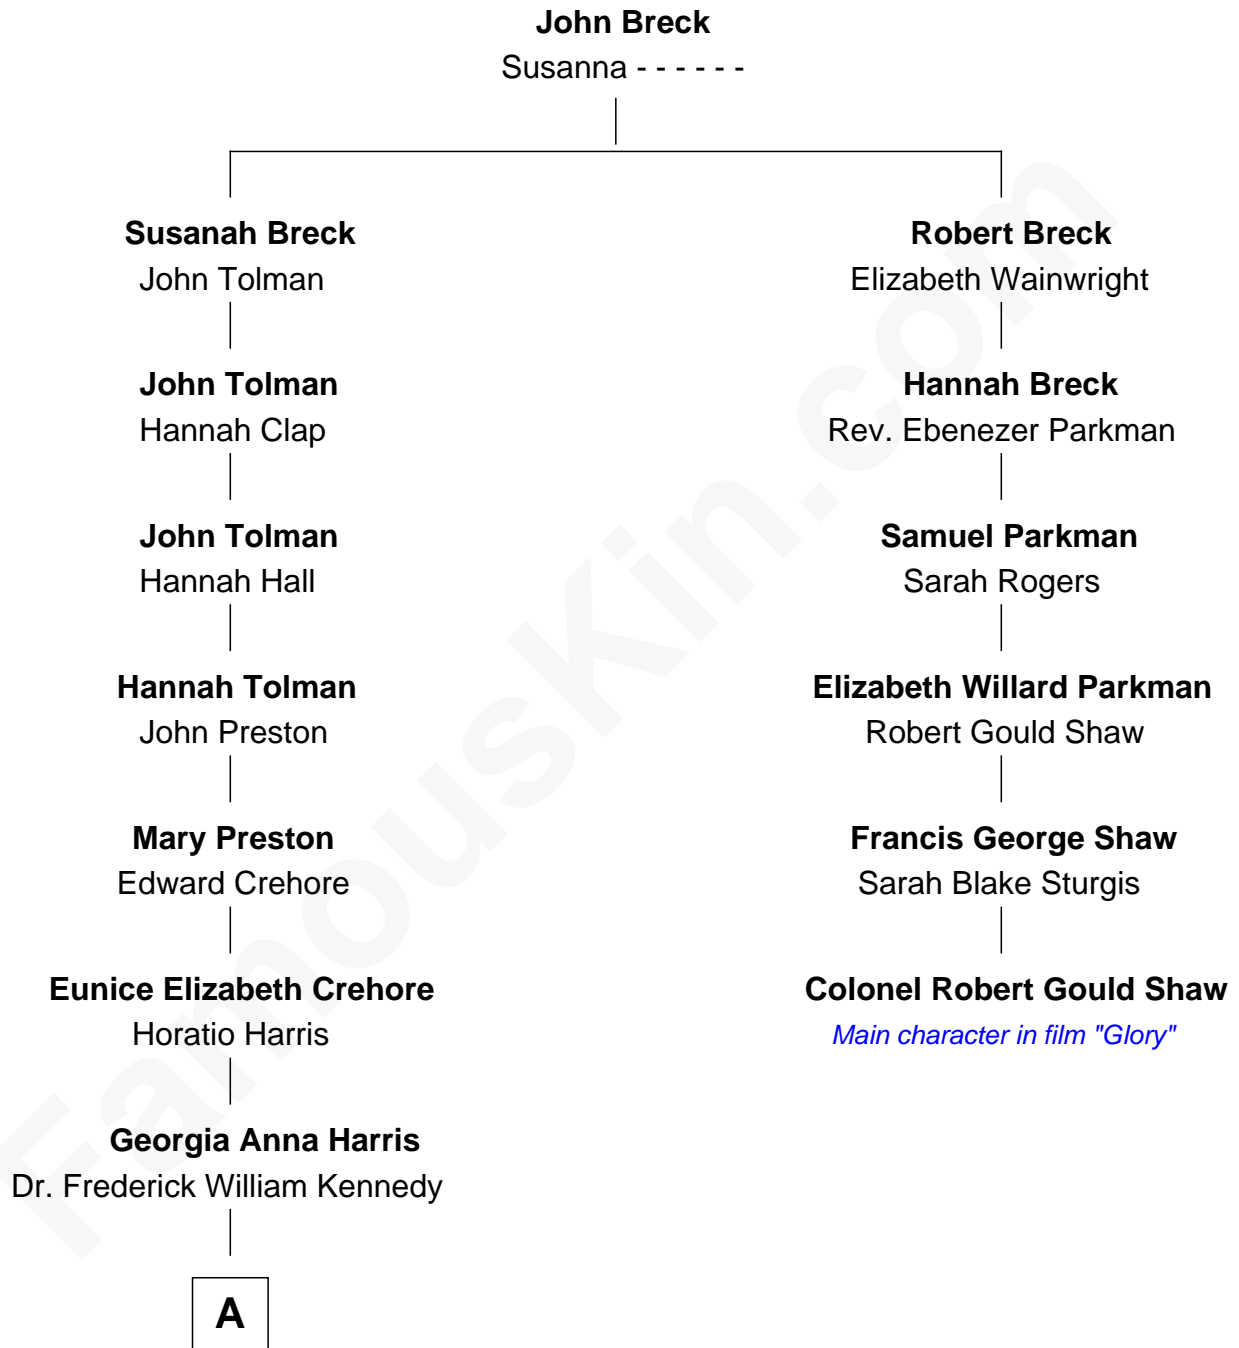 John Breck
Susanna - - - - - -
Susanah Breck
John Tolman
Robert Breck
Elizabeth Wainwright
John Tolman
Hannah Clap
Hannah Breck
Rev. Ebenezer Parkman
John Tolman
Hannah Hall
Samuel Parkman
Sarah Rogers
Hannah Tolman
John Preston
Elizabeth Willard Parkman
Robert Gould Shaw
Mary Preston
Edward Crehore
Francis George Shaw
Sarah Blake Sturgis
Eunice Elizabeth Crehore
Horatio Harris
Colonel Robert Gould Shaw
Main character in film "Glory"
Georgia Anna Harris
Dr. Frederick William Kennedy
A
FamousKin.com